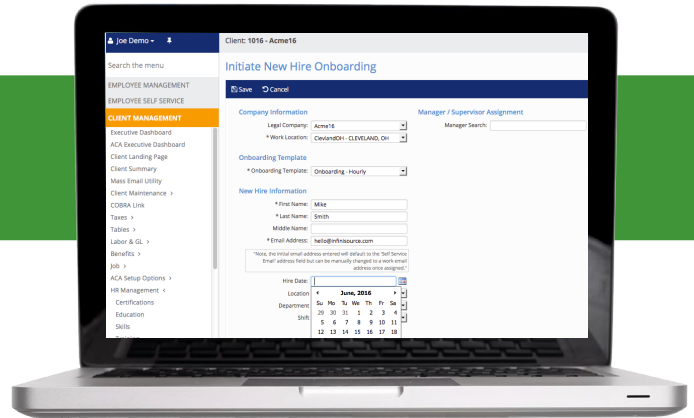 Joe Demo
Client: 1016 - Acme16
Search the menu
EMPLOYEE MANAGEMENT
EMPLOYEE SELF SERVICE
CLIENT MANAGEMENT
Executive Dashboard
ACA Executive Dashboard
Client Landing Page
Client Summary
Mass Email Utility
Client Maintenance >
COBRA Link
Taxes >
Tables >
Labor & GL >
Benefits >
Job >
ACA Setup Options >
HR Management <
Certifications
Education
Skills
Training
Initiate New Hire Onboarding
Save Cancel
Company Information
Legal Company: Acme16
* Work Location: ClevlandOH - CLEVELAND, OH
Manager / Supervisor Assignment
Manager Search:
Onboarding Template
* Onboarding Template: Onboarding - Hourly
New Hire Information
* First Name: Mike
* Last Name: Smith
Middle Name:
* Email Address: hello@infinisource.com
"Note, the initial email address entered will default to the 'Self Service
Email' address field but can be manually changed to a work email
address once assigned."
Hire Date:
Location
Department
Shift
June, 2016
Su Mo Tu We Th Fr Sa
29 30 31 1 2 3 4
5 6 7 8 9 10 11
12 13 14 15 16 17 18